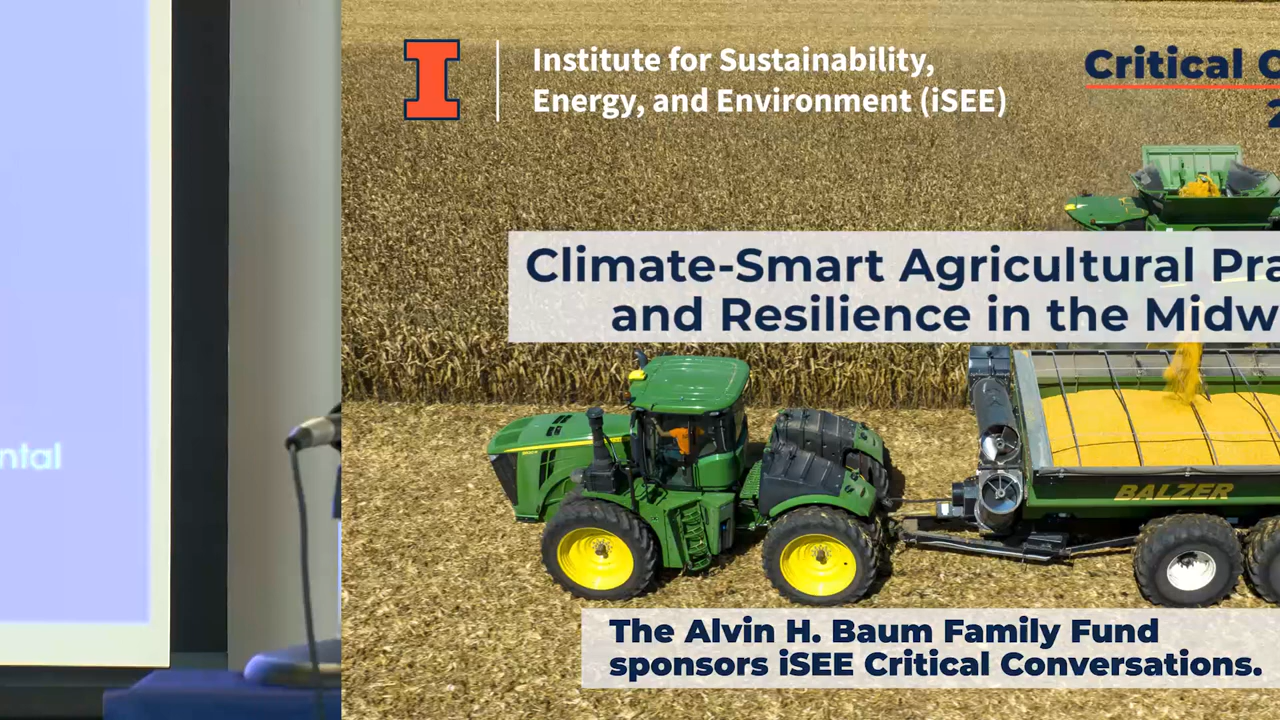 ntal
I
Institute for Sustainability,
Energy, and Environment (iSEE)
Critical C
2
Climate-Smart Agricultural Pra
and Resilience in the Midw
BALZER
The Alvin H. Baum Family Fund
sponsors iSEE Critical Conversations.